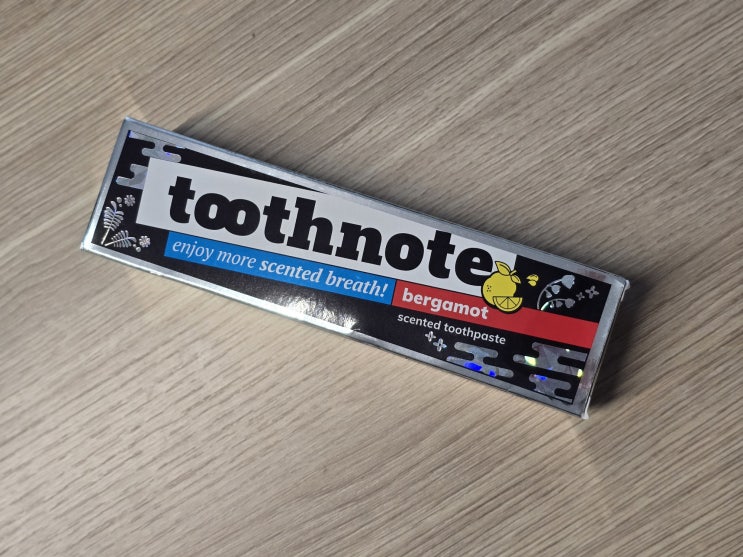 toothnote
enjoy more scented breath!
bergamot
scented toothpaste